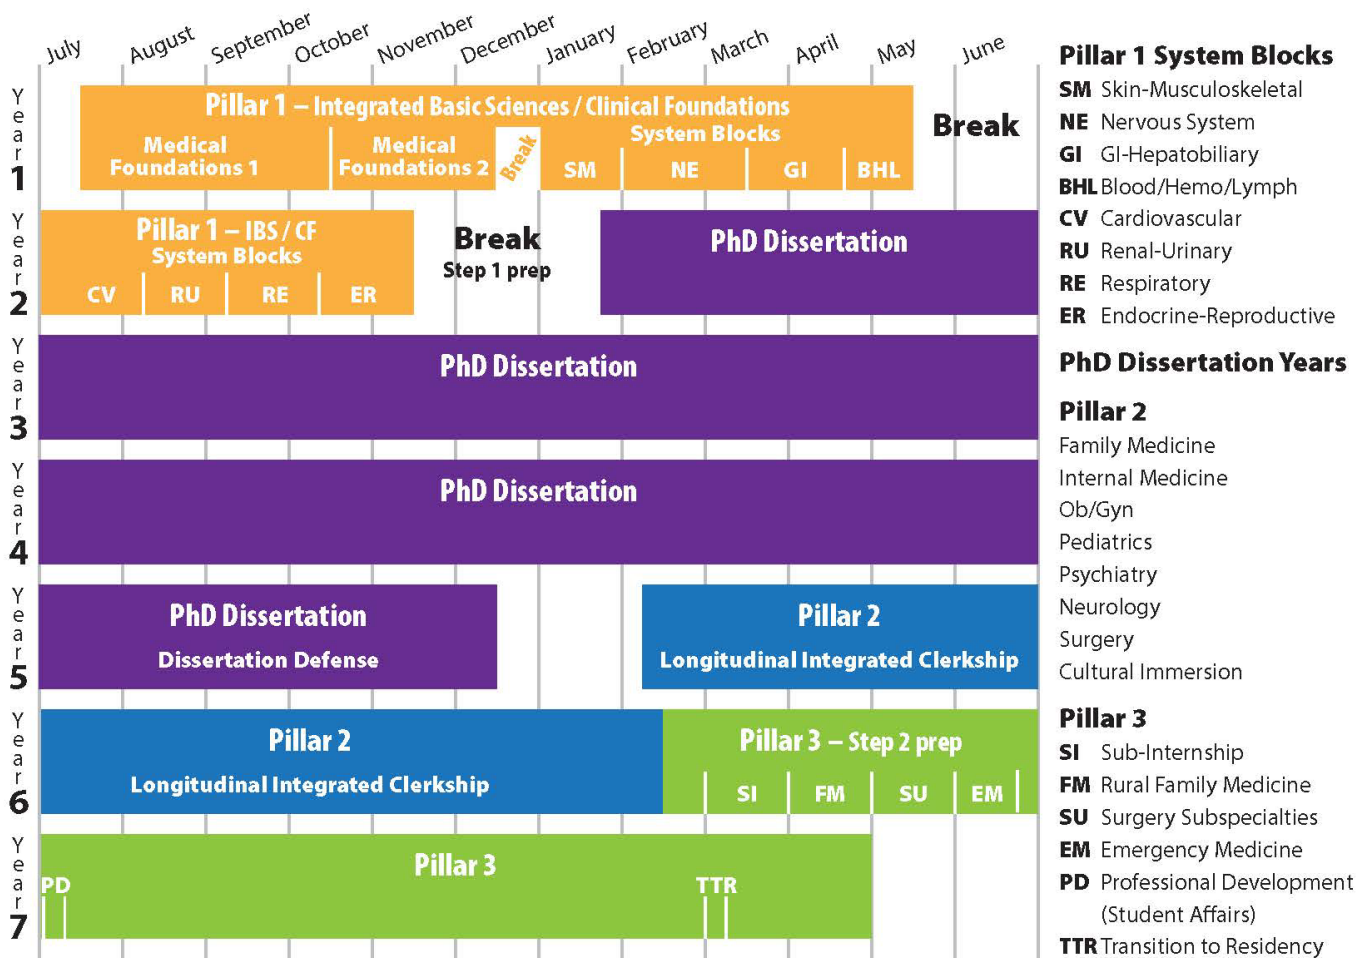 July August September October November December January February March April May June
Year 1
Pillar 1 – Integrated Basic Sciences / Clinical Foundations
Medical Foundations 1
Medical Foundations 2
Break
System Blocks
SM NE GI BHL
Break
Year 2
Pillar 1 – IBS / CF
System Blocks
CV RU RE ER
Break
Step 1 prep
PhD Dissertation
Year 3
PhD Dissertation
Year 4
PhD Dissertation
Year 5
PhD Dissertation
Dissertation Defense
Pillar 2
Longitudinal Integrated Clerkship
Year 6
Pillar 2
Longitudinal Integrated Clerkship
Pillar 3 – Step 2 prep
SI FM SU EM
Year 7
PD
Pillar 3
TTR
Pillar 1 System Blocks
SM Skin-Musculoskeletal
NE Nervous System
GI GI-Hepatobiliary
BHL Blood/Hemo/Lymph
CV Cardiovascular
RU Renal-Urinary
RE Respiratory
ER Endocrine-Reproductive
PhD Dissertation Years
Pillar 2
Family Medicine
Internal Medicine
Ob/Gyn
Pediatrics
Psychiatry
Neurology
Surgery
Cultural Immersion
Pillar 3
SI Sub-Internship
FM Rural Family Medicine
SU Surgery Subspecialties
EM Emergency Medicine
PD Professional Development
(Student Affairs)
TTR Transition to Residency